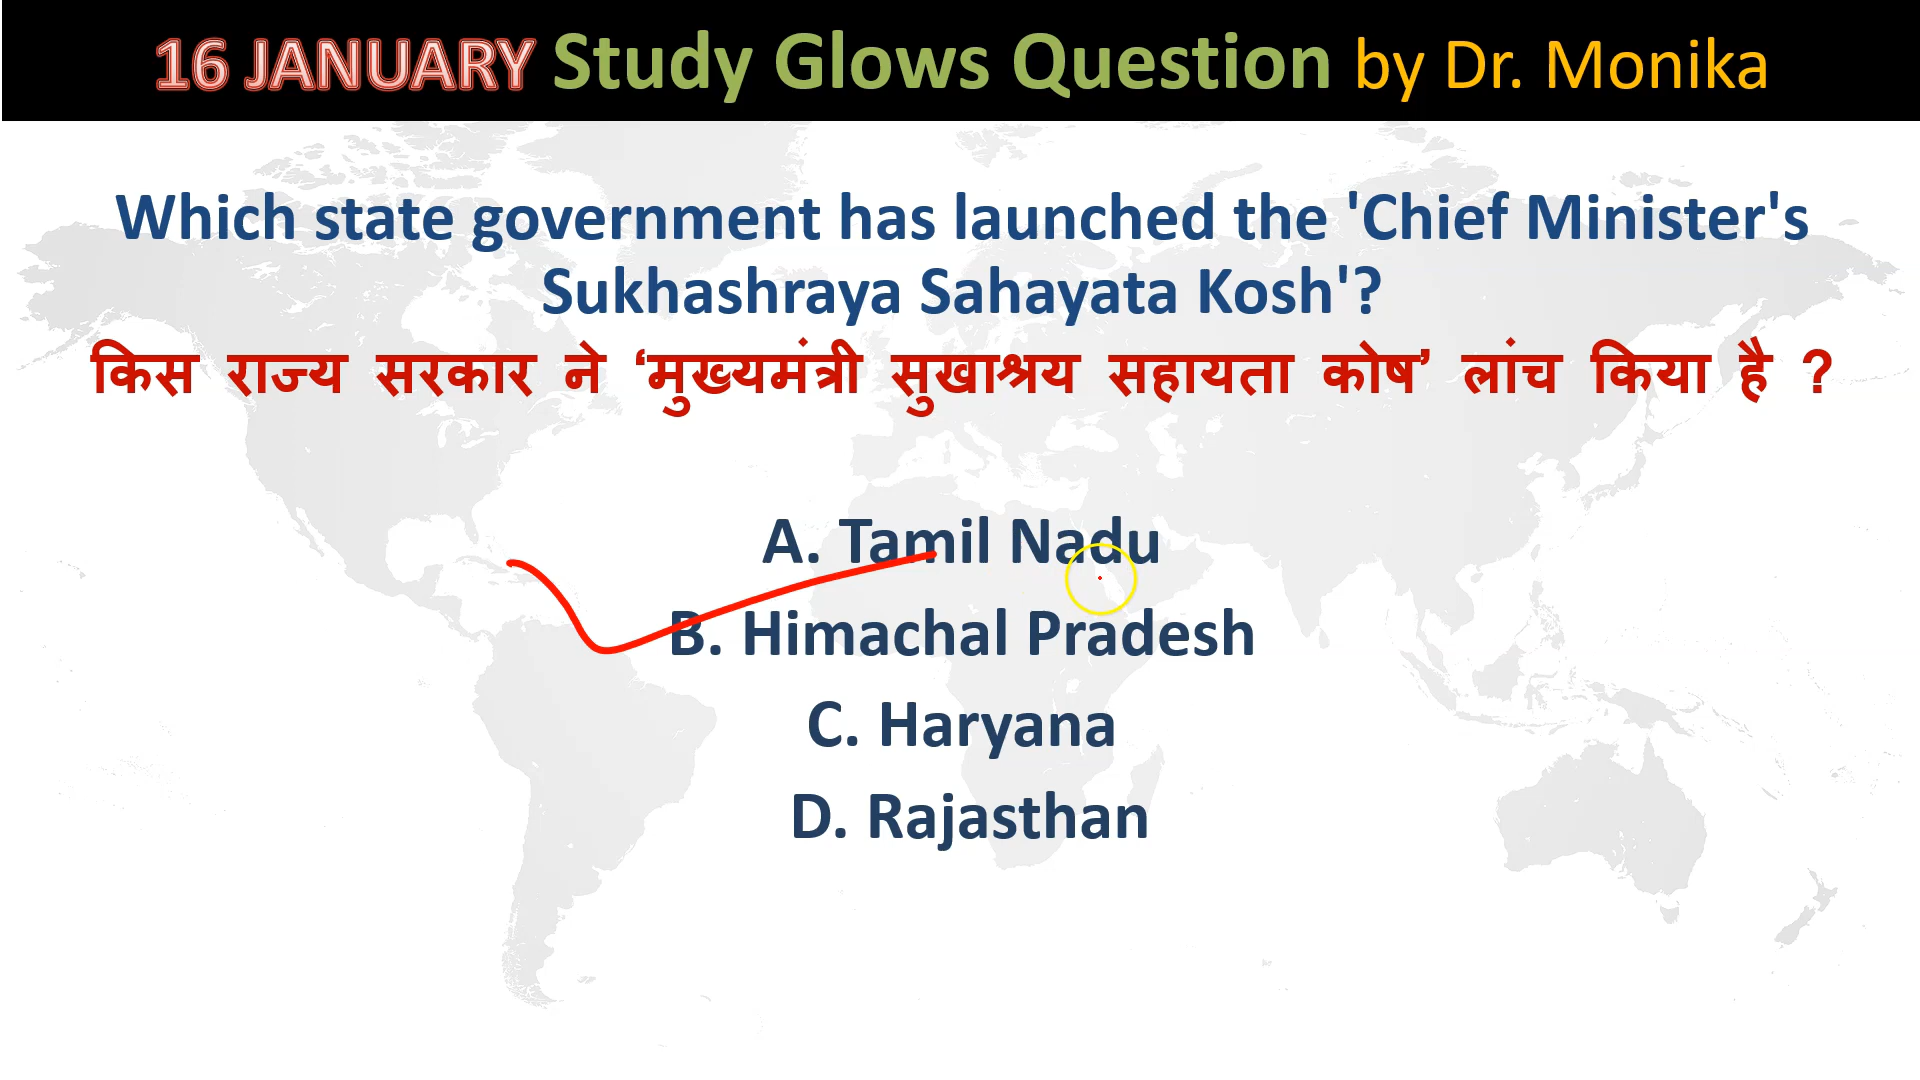 16 JANUARY Study Glows Question by Dr. Monika
Which state government has launched the 'Chief Minister's
Sukhashraya Sahayata Kosh'?
किस राज्य सरकार ने ‘मुख्यमंत्री सुखाश्रय सहायता कोष’ लांच किया है ?
A. Tamil Nadu
B. Himachal Pradesh
C. Haryana
D. Rajasthan